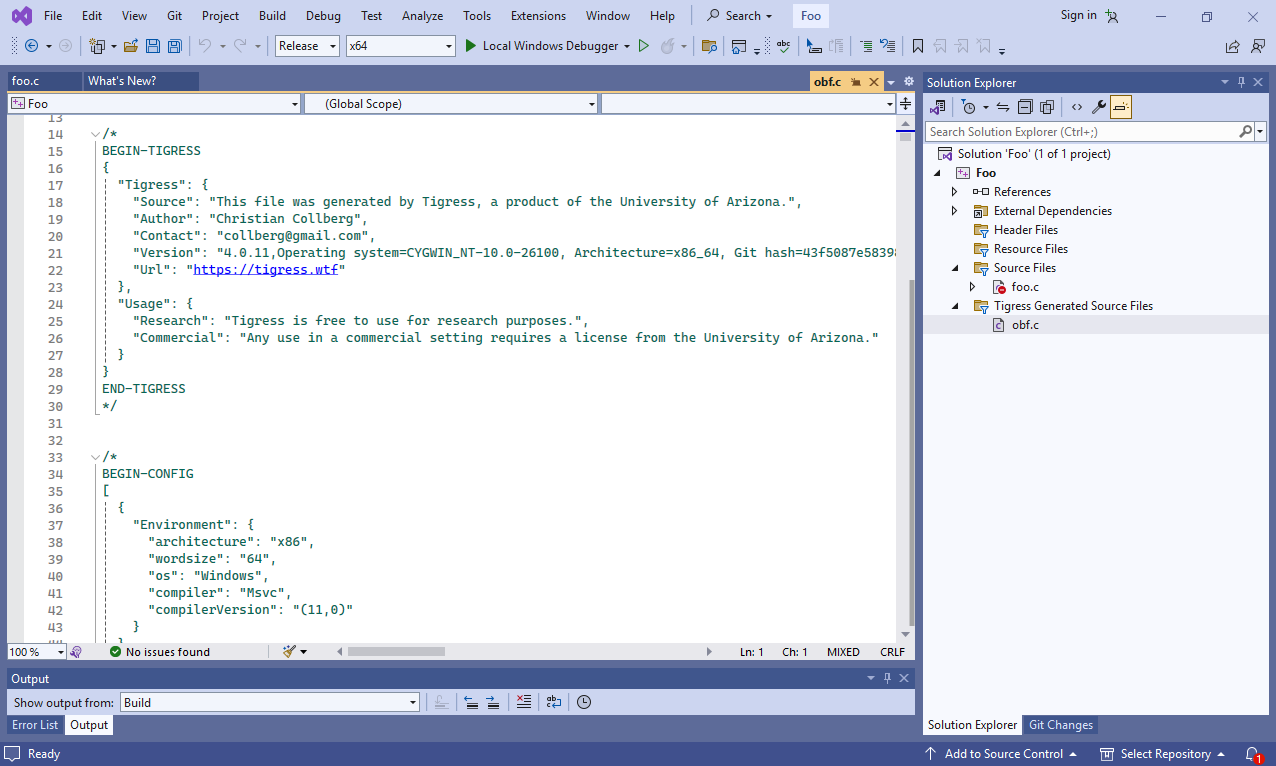 File Edit View Git Project Build Debug Test Analyze Tools Extensions Window Help Search Foo Sign in
Release x64 Local Windows Debugger
foo.c What's New? obf.c
Foo (Global Scope)
13
14 /*
15 BEGIN-TIGRESS
16 {
17 "Tigress": {
18 "Source": "This file was generated by Tigress, a product of the University of Arizona.",
19 "Author": "Christian Collberg",
20 "Contact": "collberg@gmail.com",
21 "Version": "4.0.11,Operating system=CYGWIN_NT-10.0-26100, Architecture=x86_64, Git hash=43f5087e5839
22 "Url": "https://tigress.wtf"
23 },
24 "Usage": {
25 "Research": "Tigress is free to use for research purposes.",
26 "Commercial": "Any use in a commercial setting requires a license from the University of Arizona."
27 }
28 }
29 END-TIGRESS
30 */
31
32
33 /*
34 BEGIN-CONFIG
35 [
36 {
37 "Environment": {
38 "architecture": "x86",
39 "wordsize": "64",
40 "os": "Windows",
41 "compiler": "Msvc",
42 "compilerVersion": "(11,0)"
43 }
100 % No issues found Ln: 1 Ch: 1 MIXED CRLF
Output
Show output from: Build
Error List Output
Solution Explorer
Search Solution Explorer (Ctrl+;)
Solution 'Foo' (1 of 1 project)
Foo
References
External Dependencies
Header Files
Resource Files
Source Files
foo.c
Tigress Generated Source Files
obf.c
Solution Explorer Git Changes
Ready Add to Source Control Select Repository 1